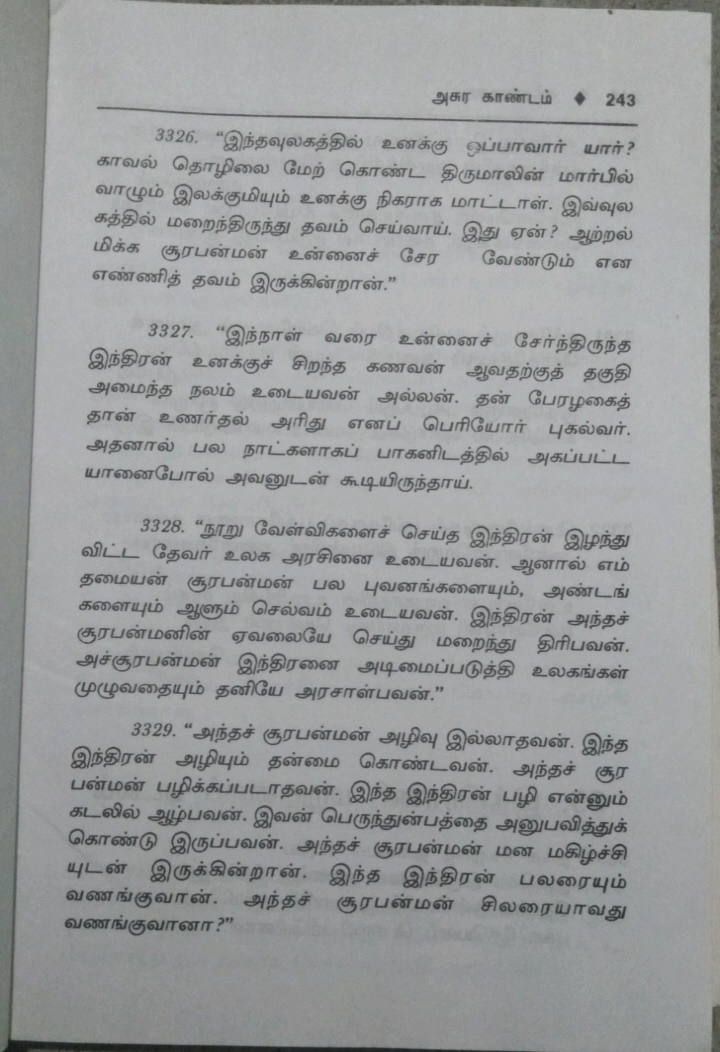 அசுர காண்டம் ◆ 243
3326. “இந்தவுலகத்தில் உனக்கு ஒப்பாவார் யார்?
காவல் தொழிலை மேற் கொண்ட திருமாலின் மார்பில்
வாழும் இலக்குமியும் உனக்கு நிகராக மாட்டாள். இவ்வுல
கத்தில் மறைந்திருந்து தவம் செய்வாய். இது ஏன்? ஆற்றல்
மிக்க சூரபன்மன் உன்னைச் சேர வேண்டும் என
எண்ணித் தவம் இருக்கின்றான்.”
3327. “இந்நாள் வரை உன்னைச் சேர்ந்திருந்த
இந்திரன் உனக்குச் சிறந்த கணவன் ஆவதற்குத் தகுதி
அமைந்த நலம் உடையவன் அல்லன். தன் பேரழகைத்
தான் உணர்தல் அரிது எனப் பெரியோர் புகல்வர்.
அதனால் பல நாட்களாகப் பாகனிடத்தில் அகப்பட்ட
யானைபோல் அவனுடன் கூடியிருந்தாய்.
3328. “நூறு வேள்விகளைச் செய்த இந்திரன் இழந்து
விட்ட தேவர் உலக அரசினை உடையவன். ஆனால் எம்
தமையன் சூரபன்மன் பல புவனங்களையும், அண்டங்
களையும் ஆளும் செல்வம் உடையவன். இந்திரன் அந்தச்
சூரபன்மனின் ஏவலையே செய்து மறைந்து திரிபவன்.
அச்சூரபன்மன் இந்திரனை அடிமைப்படுத்தி உலகங்கள்
முழுவதையும் தனியே அரசாள்பவன்.”
3329. “அந்தச் சூரபன்மன் அழிவு இல்லாதவன். இந்த
இந்திரன் அழியும் தன்மை கொண்டவன். அந்தச் சூர
பன்மன் பழிக்கப்படாதவன். இந்த இந்திரன் பழி என்னும்
கடலில் ஆழ்பவன். இவன் பெருந்துன்பத்தை அனுபவித்துக்
கொண்டு இருப்பவன். அந்தச் சூரபன்மன் மன மகிழ்ச்சி
யுடன் இருக்கின்றான். இந்த இந்திரன் பலரையும்
வணங்குவான். அந்தச் சூரபன்மன் சிலரையாவது
வணங்குவானா?”